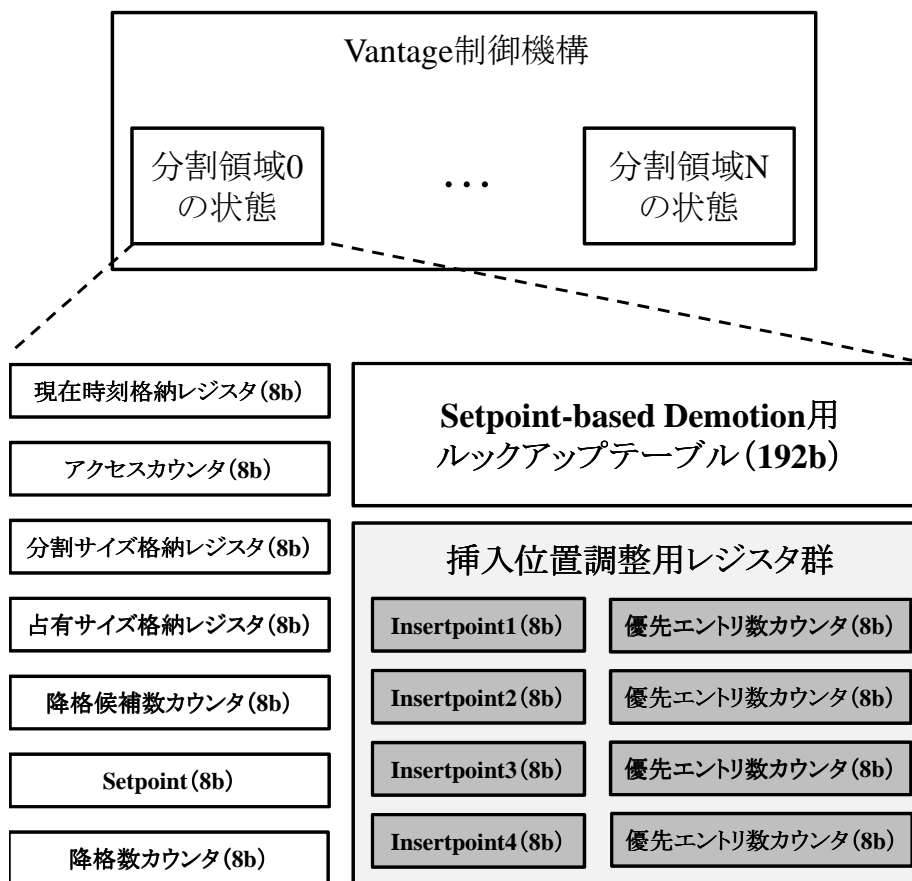 Vantage制御機構
分割領域0
の状態
…
分割領域N
の状態
現在時刻格納レジスタ(8b)
アクセスカウンタ(8b)
分割サイズ格納レジスタ(8b)
占有サイズ格納レジスタ(8b)
降格候補数カウンタ(8b)
Setpoint(8b)
降格数カウンタ(8b)
Setpoint-based Demotion用
ルックアップテーブル(192b)
挿入位置調整用レジスタ群
Insertpoint1(8b)
優先エントリ数カウンタ(8b)
Insertpoint2(8b)
優先エントリ数カウンタ(8b)
Insertpoint3(8b)
優先エントリ数カウンタ(8b)
Insertpoint4(8b)
優先エントリ数カウンタ(8b)